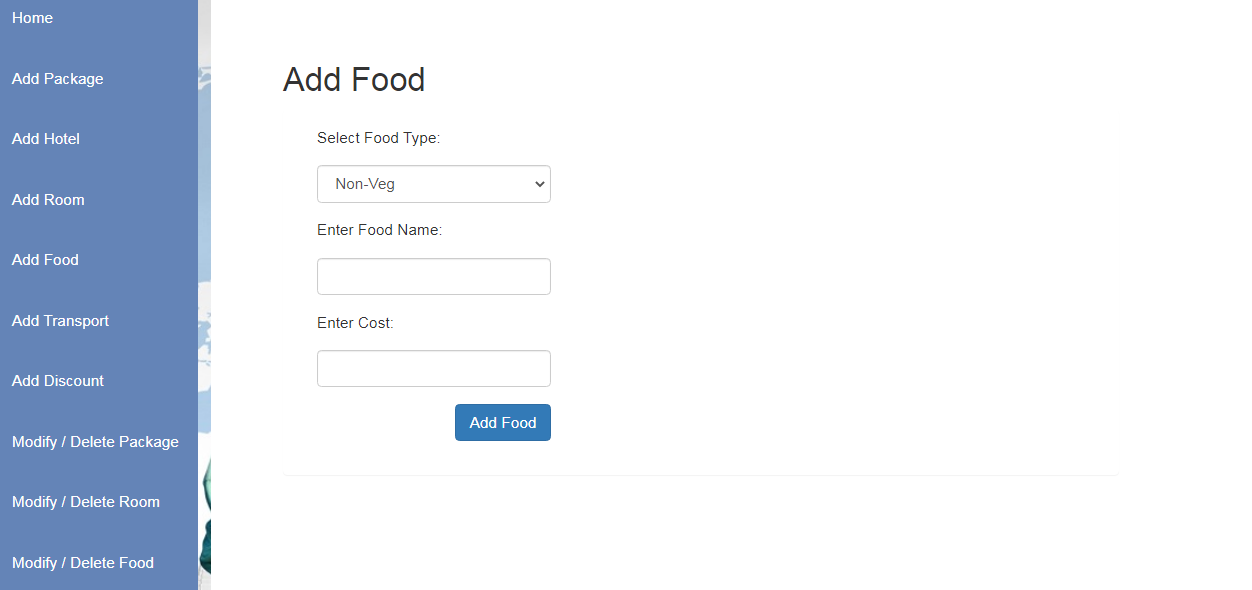 Home
Add Package
Add Hotel
Add Room
Add Food
Add Transport
Add Discount
Modify / Delete Package
Modify / Delete Room
Modify / Delete Food
Add Food
Select Food Type:
Non-Veg
Enter Food Name:
Enter Cost:
Add Food